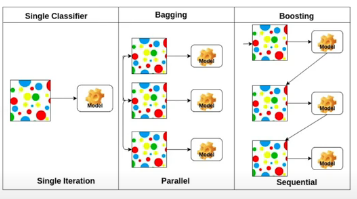 Single Classifier
Bagging
Boosting
Model
Model
Model
Model
Model
Model
Model
Single Iteration
Parallel
Sequential